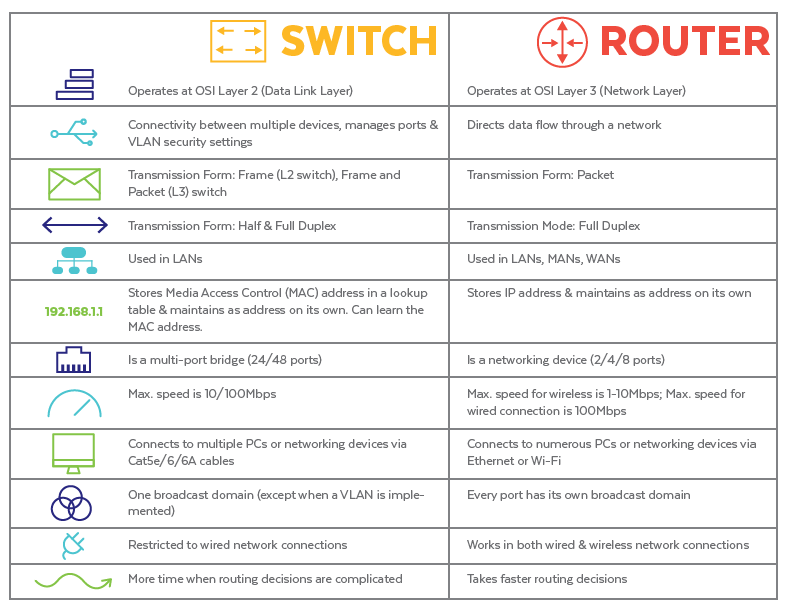 SWITCH
ROUTER
Operates at OSI Layer 2 (Data Link Layer)
Operates at OSI Layer 3 (Network Layer)
Connectivity between multiple devices, manages ports &
VLAN security settings
Directs data flow through a network
Transmission Form: Frame (L2 switch), Frame and
Packet (L3) switch
Transmission Form: Packet
Transmission Form: Half & Full Duplex
Transmission Mode: Full Duplex
Used in LANs
Used in LANs, MANs, WANs
192.168.1.1
Stores Media Access Control (MAC) address in a lookup
table & maintains as address on its own. Can learn the
MAC address.
Stores IP address & maintains as address on its own
Is a multi-port bridge (24/48 ports)
Is a networking device (2/4/8 ports)
Max. speed is 10/100Mbps
Max. speed for wireless is 1-10Mbps; Max. speed for
wired connection is 100Mbps
Connects to multiple PCs or networking devices via
Cat5e/6/6A cables
Connects to numerous PCs or networking devices via
Ethernet or Wi-Fi
One broadcast domain (except when a VLAN is imple-
mented)
Every port has its own broadcast domain
Restricted to wired network connections
Works in both wired & wireless network connections
More time when routing decisions are complicated
Takes faster routing decisions